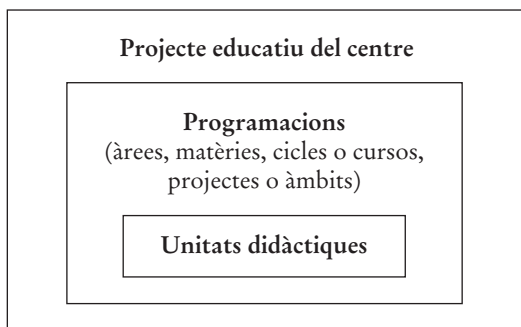 Projecte educatiu del centre
Programacions
(àrees, matèries, cicles o cursos,
projectes o àmbits)
Unitats didàctiques